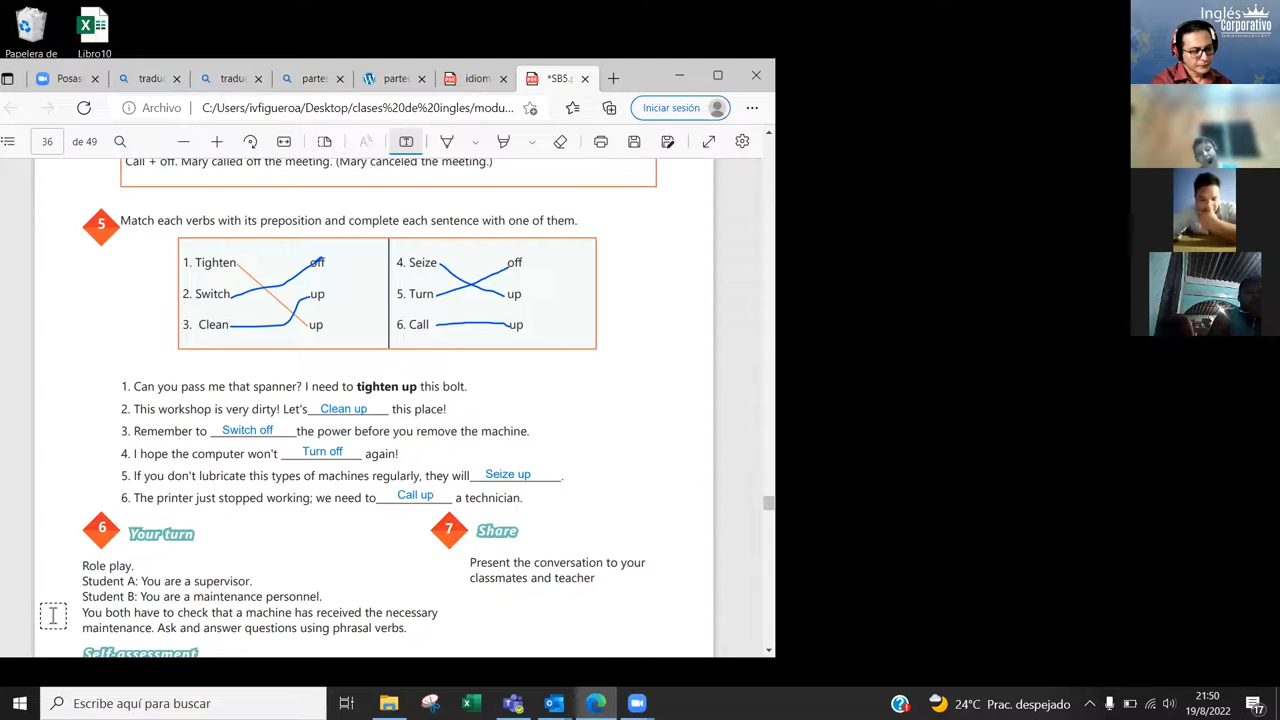 Inglés
Corporativo
Papelera de
Libro10
Posas
traduc
traduc
partes
partes
idiom
*SB5.p
Archivo
C:/Users/ivfigueroa/Desktop/clases%20de%20ingles/modu...
Iniciar sesión
36
de 49
Call + off. Mary called off the meeting. (Mary canceled the meeting.)
5
Match each verbs with its preposition and complete each sentence with one of them.
1. Tighten
off
4. Seize
off
2. Switch
up
5. Turn
up
3. Clean
up
6. Call
up
1. Can you pass me that spanner? I need to tighten up this bolt.
2. This workshop is very dirty! Let's Clean up this place!
3. Remember to Switch off the power before you remove the machine.
4. I hope the computer won't Turn off again!
5. If you don't lubricate this types of machines regularly, they will Seize up.
6. The printer just stopped working; we need to Call up a technician.
6
Your turn
7
Share
Role play.
Student A: You are a supervisor.
Student B: You are a maintenance personnel.
You both have to check that a machine has received the necessary
maintenance. Ask and answer questions using phrasal verbs.
Present the conversation to your
classmates and teacher
Self-assessment
Escribe aquí para buscar
24°C Prac. despejado
21:50
19/8/2022
17